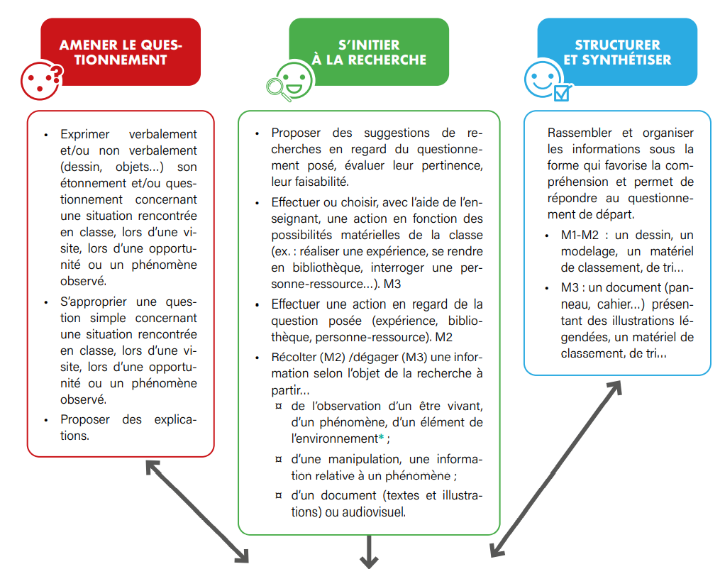 AMENER LE QUES-
TIONNEMENT
• Exprimer verbalement
et/ou non verbalement
(dessin, objets...) son
étonnement et/ou ques-
tionnement concernant
une situation rencontrée
en classe, lors d'une vi-
site, lors d'une opportu-
nité ou un phénomène
observé.
• S'approprier une ques-
tion simple concernant
une situation rencontrée
en classe, lors d'une vi-
site, lors d'une opportu-
nité ou un phénomène
observé.
• Proposer des explica-
tions.
S'INITIER
À LA RECHERCHE
• Proposer des suggestions de re-
cherches en regard du questionne-
ment posé, évaluer leur pertinence,
leur faisabilité.
• Effectuer ou choisir, avec l'aide de l'en-
seignant, une action en fonction des
possibilités matérielles de la classe
(ex. : réaliser une expérience, se rendre
en bibliothèque, interroger une per-
sonne-ressource...). M3
• Effectuer une action en regard de la
question posée (expérience, biblio-
thèque, personne-ressource). M2
• Récolter (M2) /dégager (M3) une infor-
mation selon l'objet de la recherche à
partir...
¤ de l'observation d'un être vivant,
d'un phénomène, d'un élément de
l'environnement* ;
¤ d'une manipulation, une informa-
tion relative à un phénomène ;
¤ d'un document (textes et illustra-
tions) ou audiovisuel.
STRUCTURER
ET SYNTHÉTISER
Rassembler et organiser
les informations sous la
forme qui favorise la com-
préhension et permet de
répondre au questionne-
ment de départ.
• M1-M2 : un dessin, un
modelage, un matériel
de classement, de tri...
• M3 : un document (pan-
neau, cahier...) présen-
tant des illustrations lé-
gendées, un matériel de
classement, de tri...